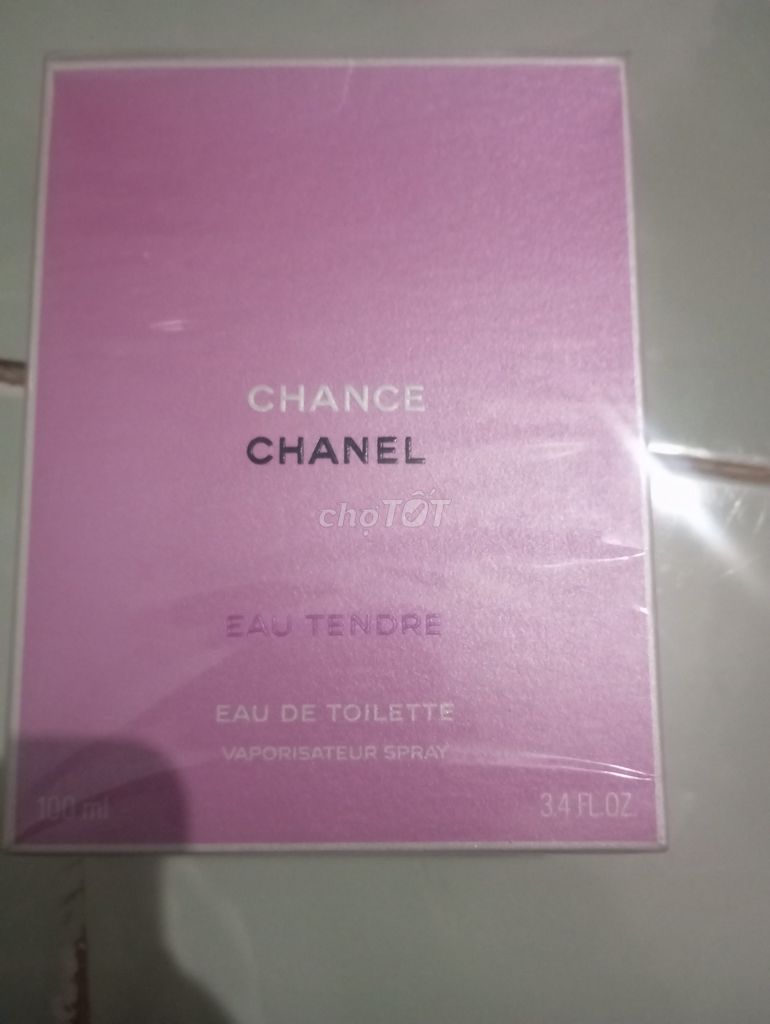 CHANCE
CHANEL
chợTỐT
EAU TENDRE
EAU DE TOILETTE
VAPORISATEUR SPRAY
100 ml
3.4 FL.OZ.